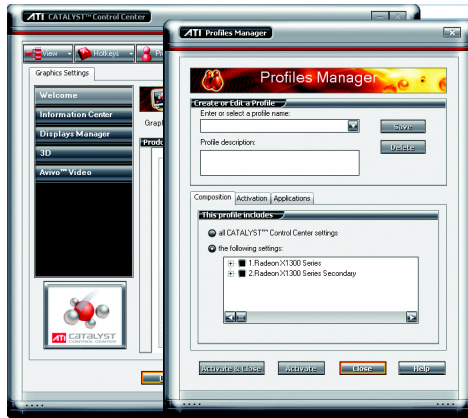 ATI CATALYST™ Control Center
View
Hotkeys
Graphics Settings
Welcome
Information Center
Displays Manager
3D
Avivo™ Video
Graph
Prod
ATI CATALYST
CONTROL CENTER
ATI Profiles Manager
Profiles Manager
Create or Edit a Profile
Enter or select a profile name:
Save
Profile description:
Delete
Composition Activation Applications
This profile includes
all CATALYST™ Control Center settings
the following settings:
1.Radeon X1300 Series
2.Radeon X1300 Series Secondary
Activate & Close Activate Close Help